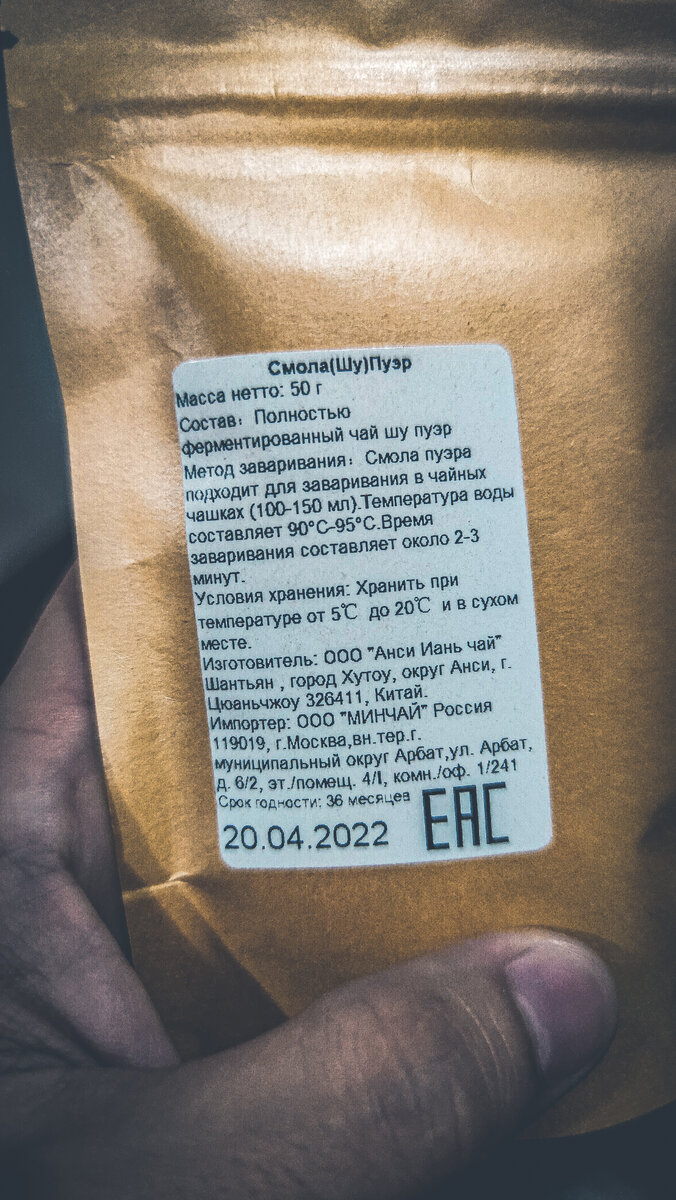 Смола(Шу)Пуэр
Масса нетто: 50 г
Состав: Полностью
ферментированный чай шу пуэр
Метод заваривания: Смола пуэра
подходит для заваривания в чайных
чашках (100-150 мл).Температура воды
составляет 90°C-95°C.Время
заваривания составляет около 2-3
минут.
Условия хранения: Хранить при
температуре от 5℃ до 20℃ и в сухом
месте.
Изготовитель: ООО "Анси Иань чай"
Шантьян , город Хутоу, округ Анси, г.
Цюаньчжоу 326411, Китай.
Импортер: ООО "МИНЧАЙ" Россия
119019, г.Москва,вн.тер.г.
муниципальный округ Арбат,ул. Арбат,
д. 6/2, эт./помещ. 4/I, комн./оф. 1/241
Срок годности: 36 месяцев
20.04.2022 EAC